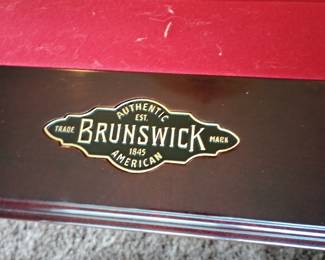 AUTHENTIC
EST.
TRADE BRUNSWICK MARK
1845
AMERICAN